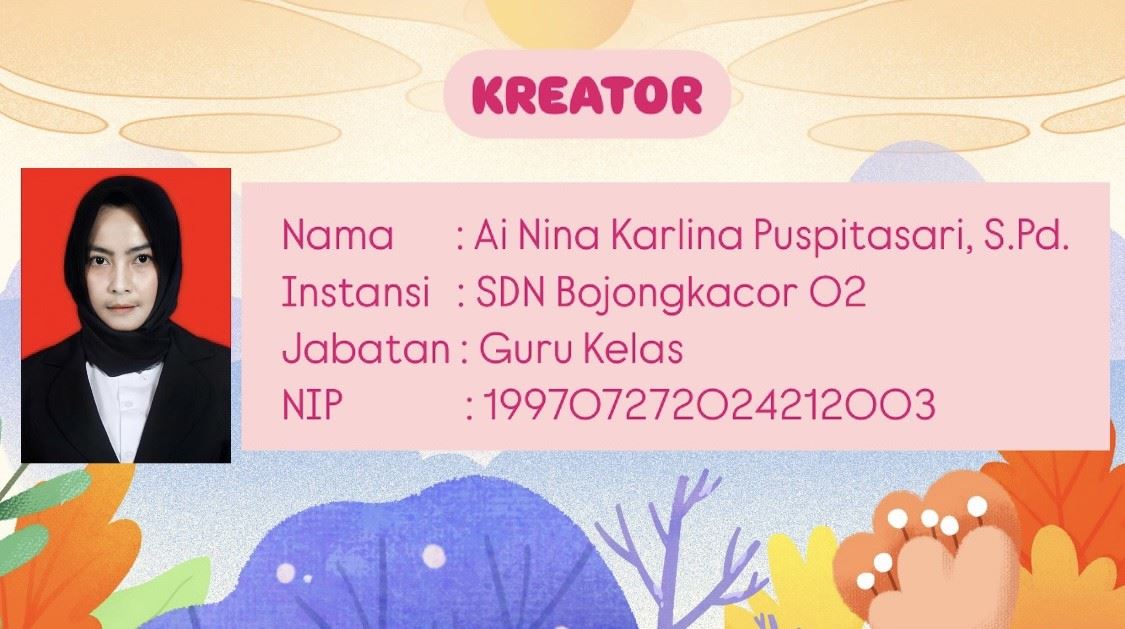 KREATOR
Nama : Ai Nina Karlina Puspitasari, S.Pd.
Instansi : SDN Bojongkacor 02
Jabatan : Guru Kelas
NIP : 199707272024212003